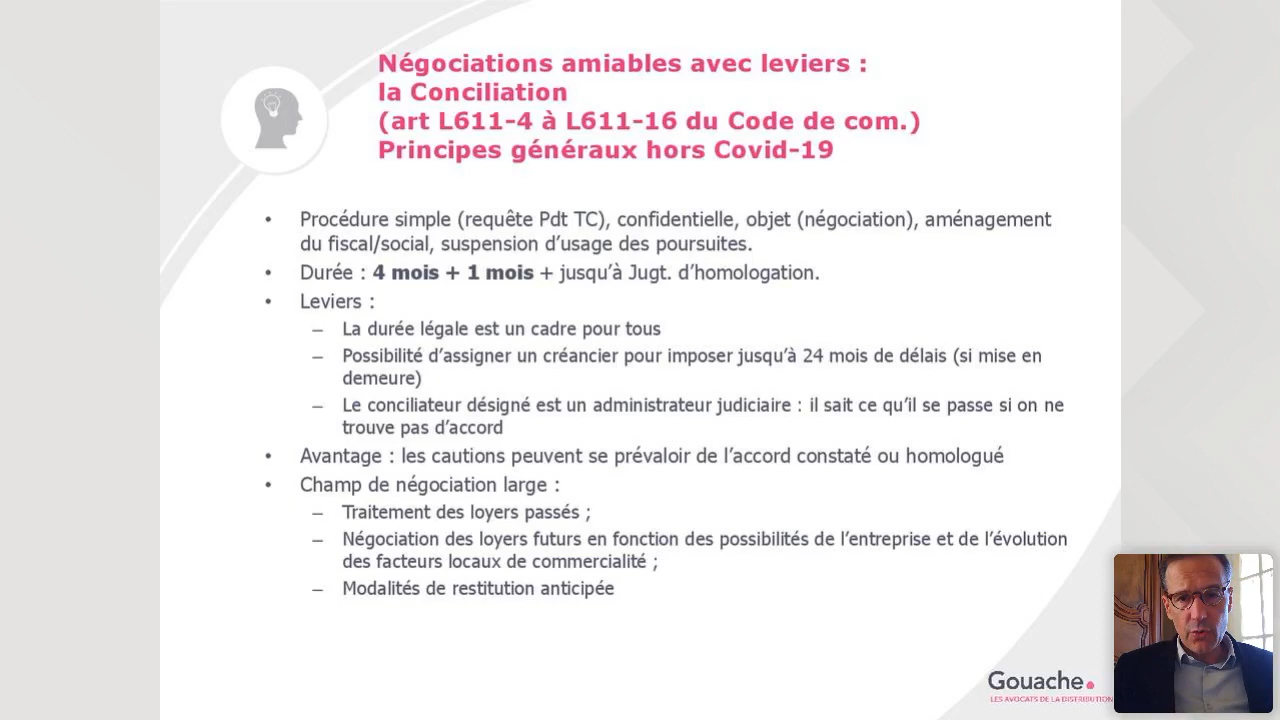 Négociations amiables avec leviers :
la Conciliation
(art L611-4 à L611-16 du Code de com.)
Principes généraux hors Covid-19
• Procédure simple (requête Pdt TC), confidentielle, objet (négociation), aménagement
du fiscal/social, suspension d’usage des poursuites.
• Durée : 4 mois + 1 mois + jusqu’à Jugt. d’homologation.
• Leviers :
– La durée légale est un cadre pour tous
– Possibilité d’assigner un créancier pour imposer jusqu’à 24 mois de délais (si mise en
demeure)
– Le conciliateur désigné est un administrateur judiciaire : il sait ce qu’il se passe si on ne
trouve pas d’accord
• Avantage : les cautions peuvent se prévaloir de l’accord constaté ou homologué
• Champ de négociation large :
– Traitement des loyers passés ;
– Négociation des loyers futurs en fonction des possibilités de l’entreprise et de l’évolution
des facteurs locaux de commercialité ;
– Modalités de restitution anticipée
Gouache.
LES AVOCATS DE LA DISTRIBUTION